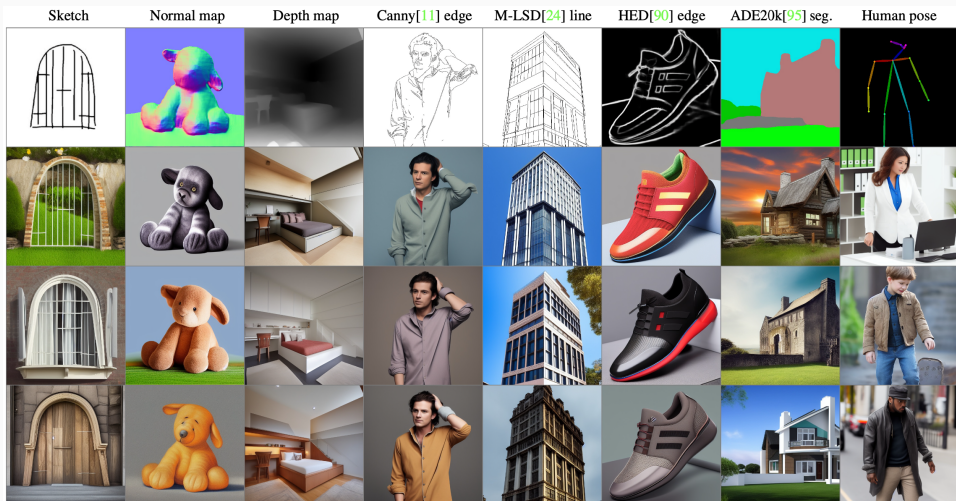 Sketch
Normal map
Depth map
Canny[11] edge
M-LSD[24] line
HED[90] edge
ADE20k[95] seg.
Human pose